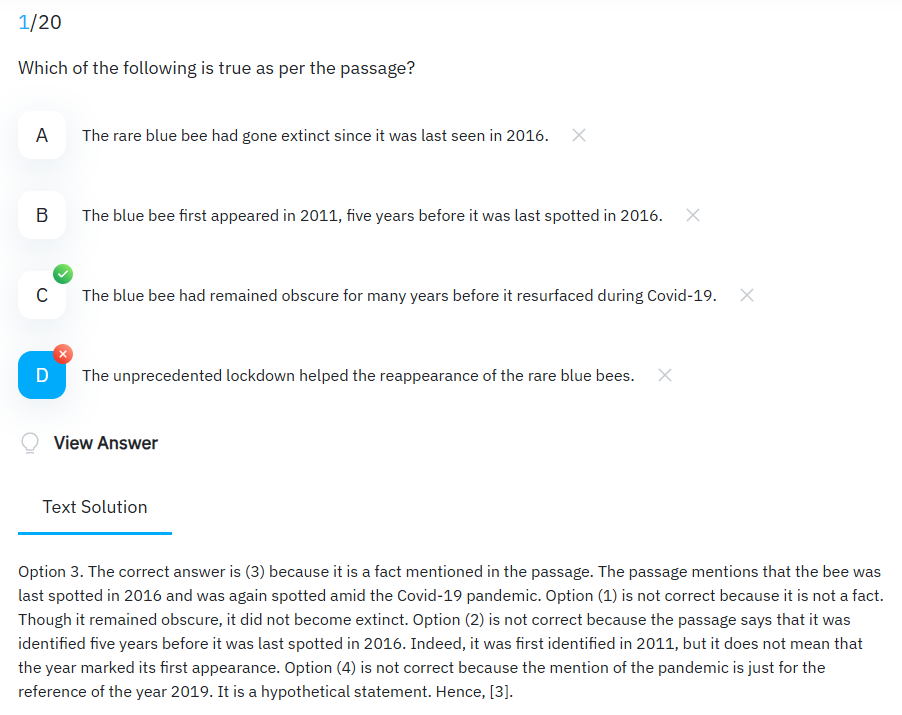 1/20
Which of the following is true as per the passage?
A The rare blue bee had gone extinct since it was last seen in 2016.
B The blue bee first appeared in 2011, five years before it was last spotted in 2016.
C The blue bee had remained obscure for many years before it resurfaced during Covid-19.
D The unprecedented lockdown helped the reappearance of the rare blue bees.
View Answer
Text Solution
Option 3. The correct answer is (3) because it is a fact mentioned in the passage. The passage mentions that the bee was
last spotted in 2016 and was again spotted amid the Covid-19 pandemic. Option (1) is not correct because it is not a fact.
Though it remained obscure, it did not become extinct. Option (2) is not correct because the passage says that it was
identified five years before it was last spotted in 2016. Indeed, it was first identified in 2011, but it does not mean that
the year marked its first appearance. Option (4) is not correct because the mention of the pandemic is just for the
reference of the year 2019. It is a hypothetical statement. Hence, [3].